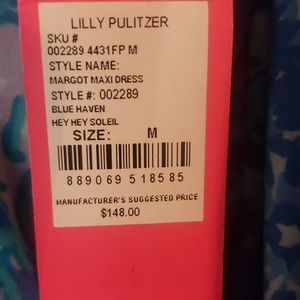 LILLY PULITZER
SKU #
002289 4431FP M
STYLE NAME:
MARGOT MAXI DRESS
STYLE #: 002289
BLUE HAVEN
HEY HEY SOLEIL
SIZE: M
889069 518585
MANUFACTURER'S SUGGESTED PRICE
$148.00